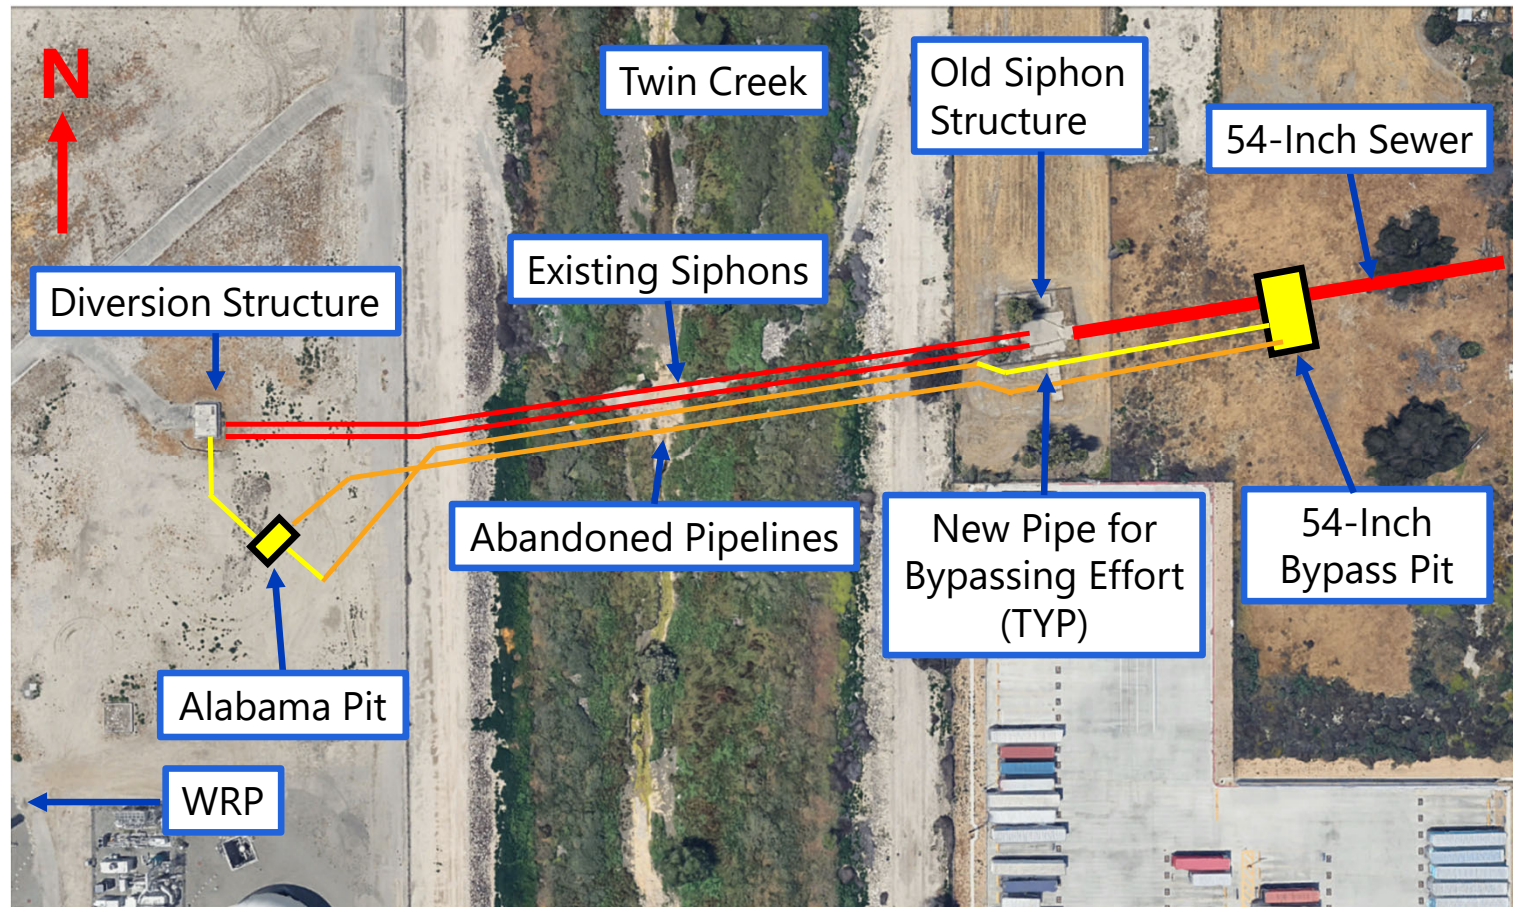 N
Twin Creek
Old Siphon
Structure
54-Inch Sewer
Existing Siphons
Diversion Structure
Abandoned Pipelines
New Pipe for
Bypassing Effort
(TYP)
54-Inch
Bypass Pit
Alabama Pit
WRP